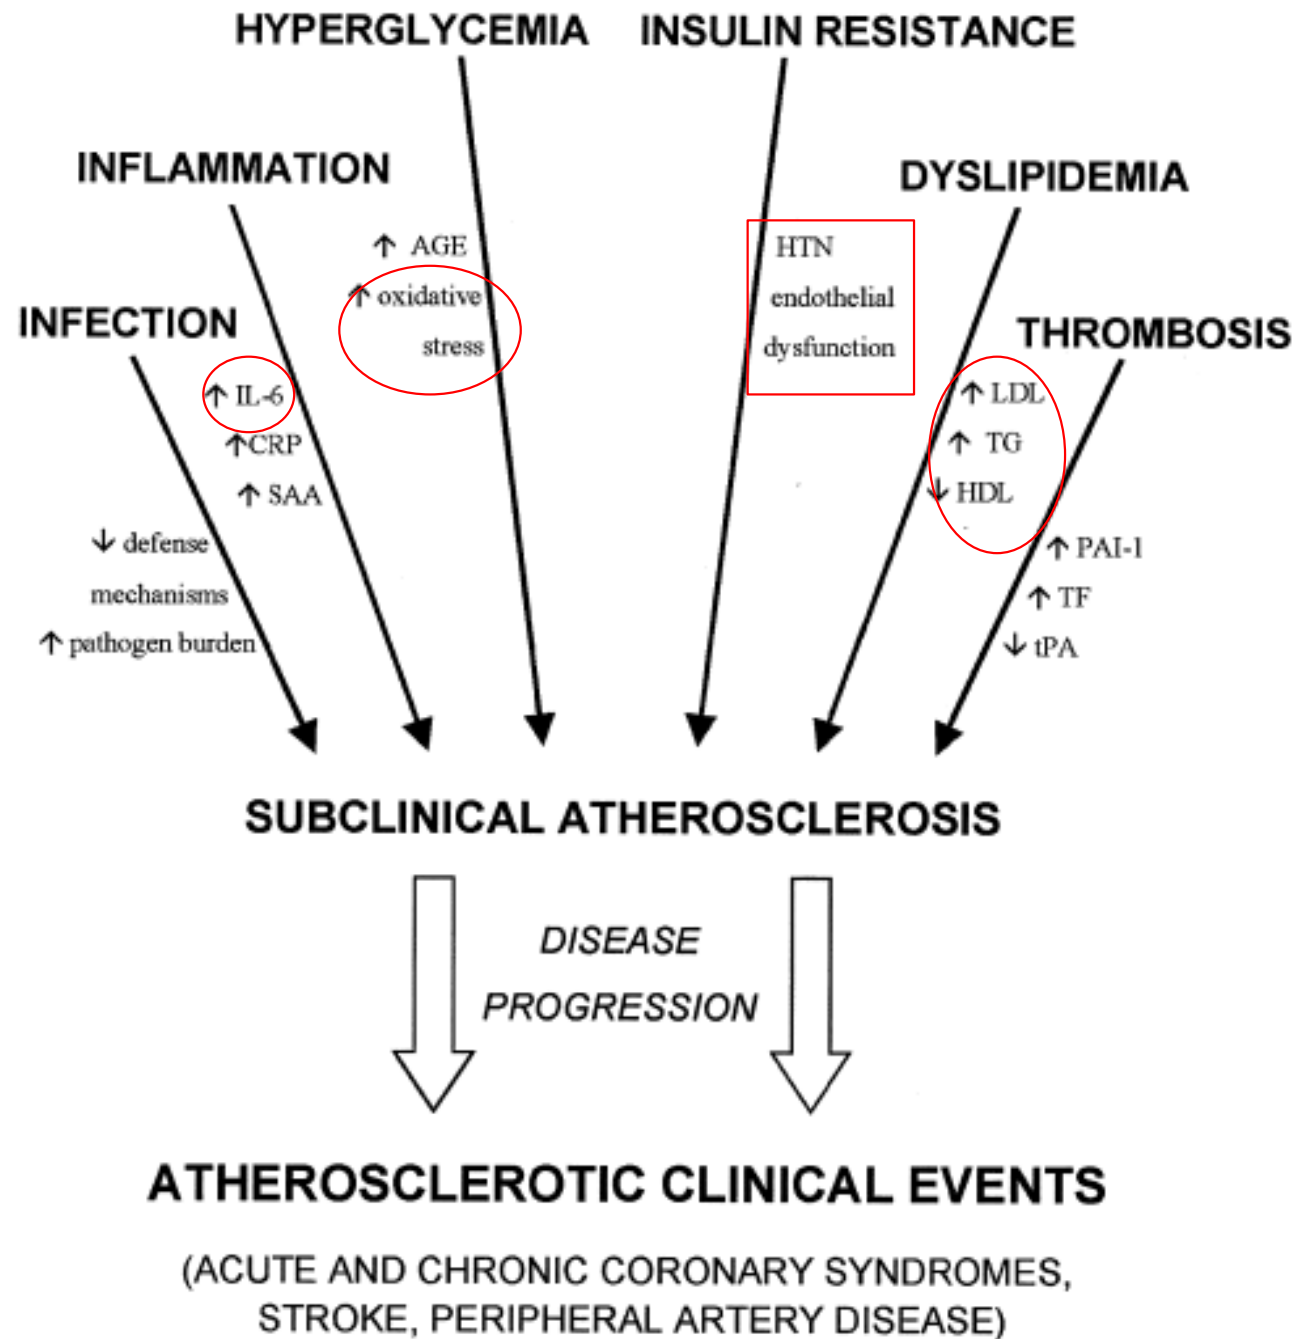 HYPERGLYCEMIA
INSULIN RESISTANCE
INFLAMMATION
DYSLIPIDEMIA
INFECTION
THROMBOSIS
↑ AGE
↑ oxidative
stress
HTN
endothelial
dysfunction
↑ IL-6
↑CRP
↑ SAA
↑ LDL
↑ TG
↓ HDL
↓ defense
mechanisms
↑ pathogen burden
↑ PAI-1
↑ TF
↓ tPA
SUBCLINICAL ATHEROSCLEROSIS
DISEASE
PROGRESSION
ATHEROSCLEROTIC CLINICAL EVENTS
(ACUTE AND CHRONIC CORONARY SYNDROMES,
STROKE, PERIPHERAL ARTERY DISEASE)